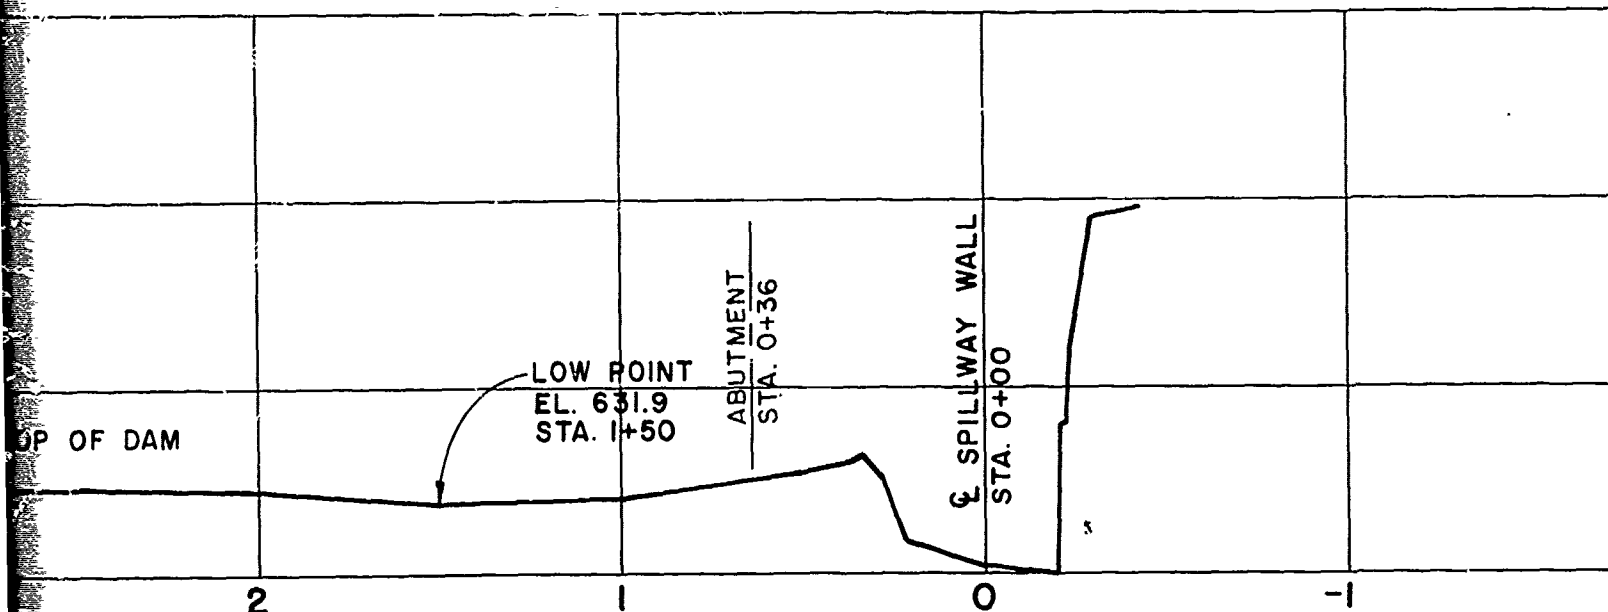 LOW POINT
EL. 631.9
STA. 1+50
ABUTMENT
STA. 0+36
℄ SPILLWAY WALL
STA. 0+00
OP OF DAM
2 1 0 -1